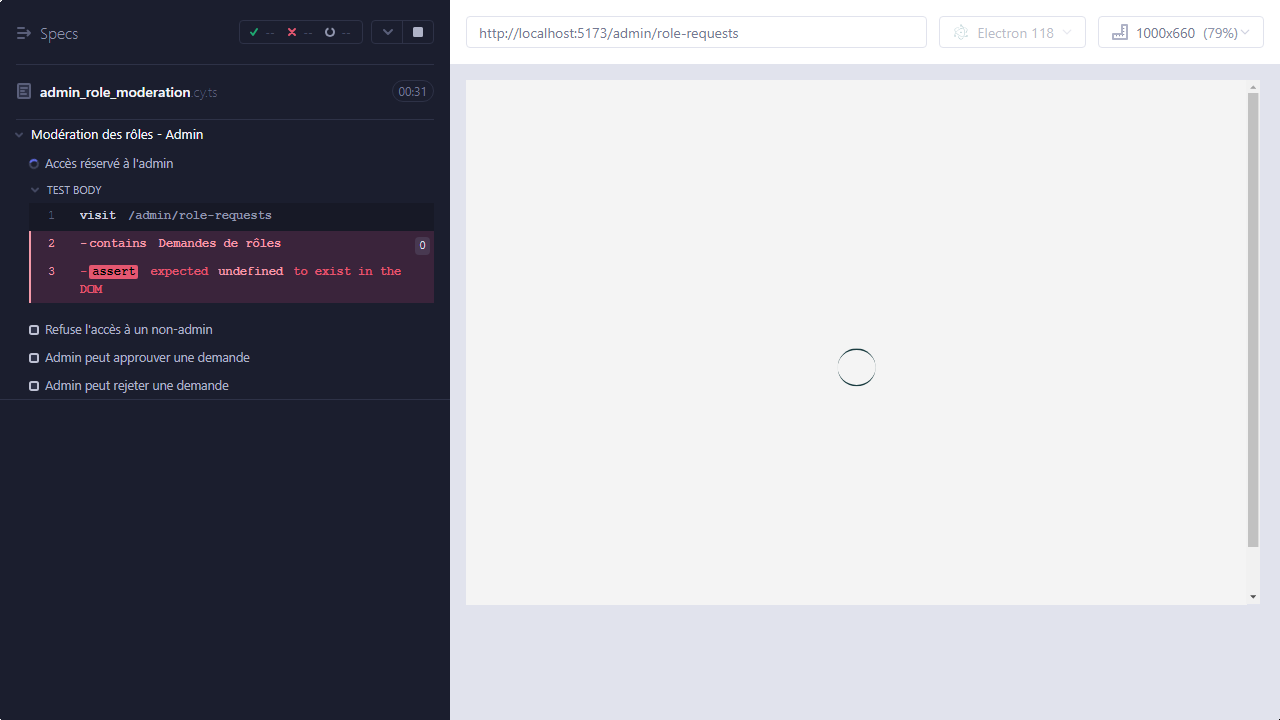 Specs
-- -- --
http://localhost:5173/admin/role-requests
Electron 118
1000x660 (79%)
admin_role_moderation.cy.ts
00:31
Modération des rôles - Admin
Accès réservé à l'admin
TEST BODY
1 visit /admin/role-requests
2 -contains Demandes de rôles 0
3 -assert expected undefined to exist in the
DOM
Refuse l'accès à un non-admin
Admin peut approuver une demande
Admin peut rejeter une demande